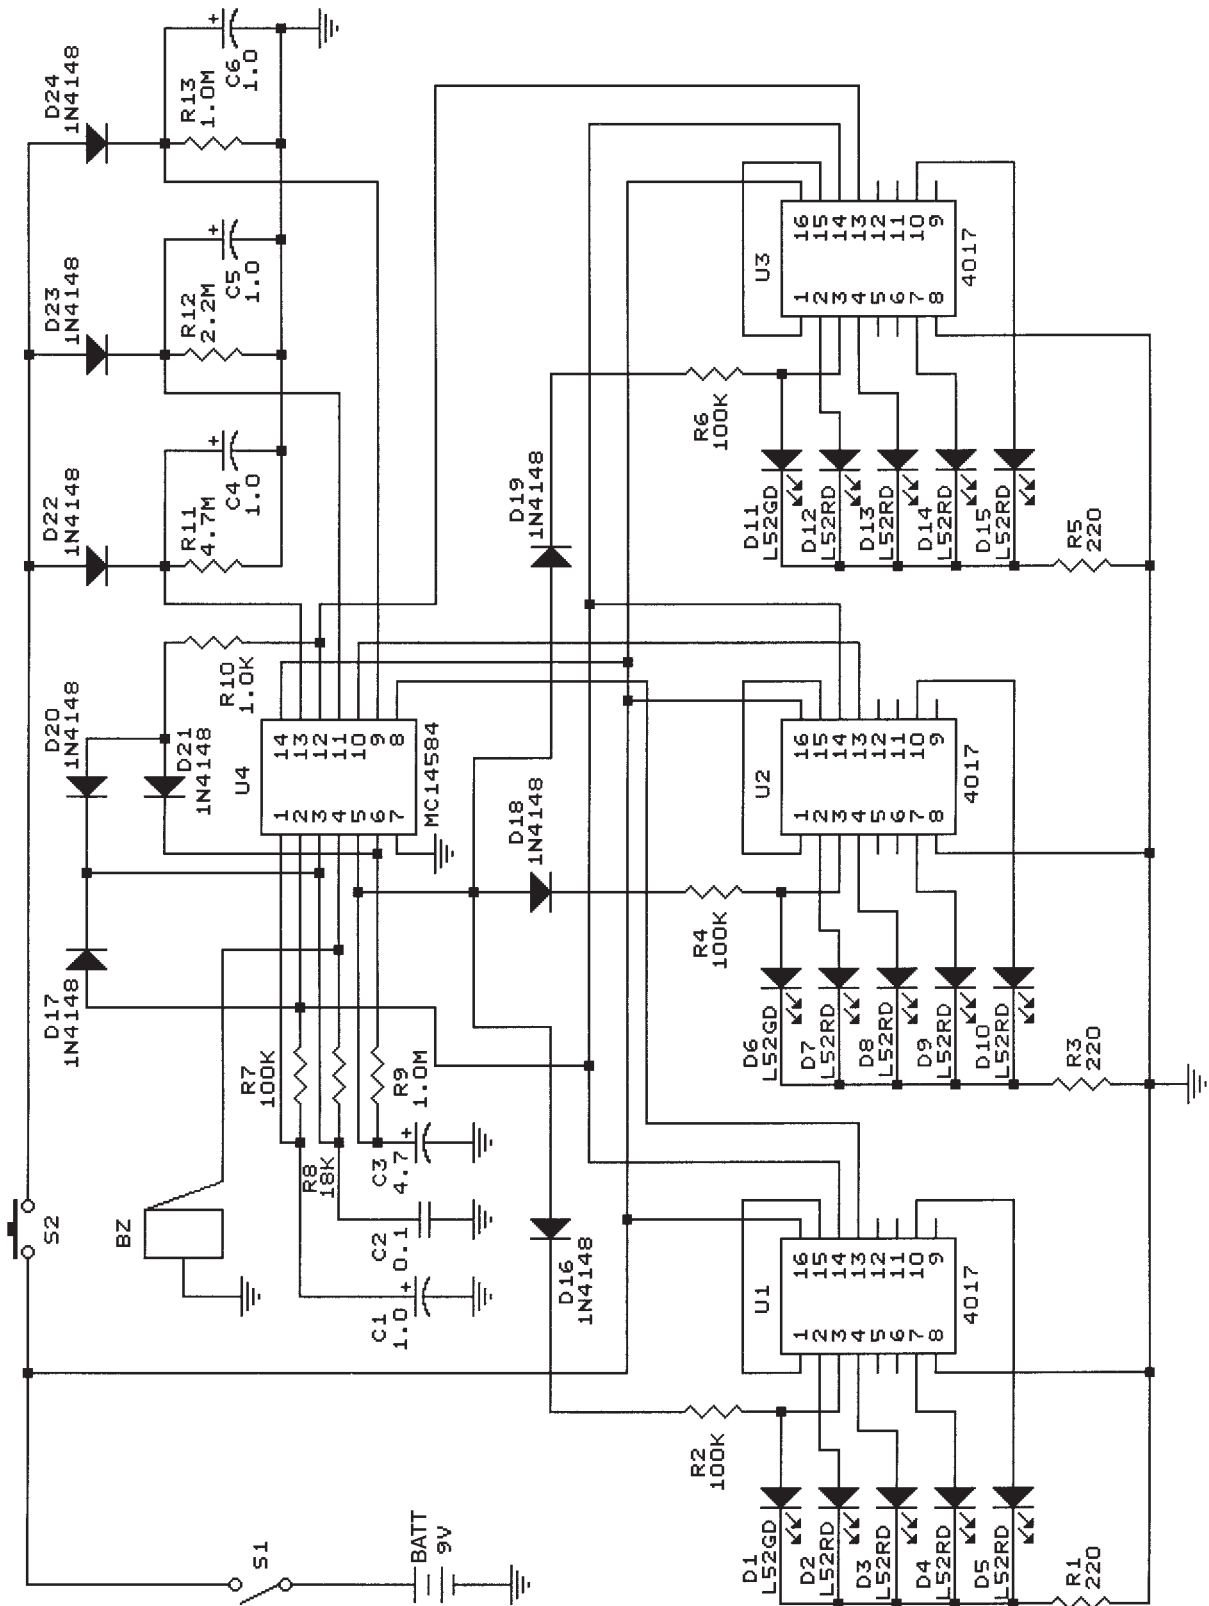 D24
1N4148
R13
1.0M
+
C6
1.0
D23
1N4148
R12
2.2M
+
C5
1.0
D22
1N4148
R11
4.7M
+
C4
1.0
D20
1N4148
D21
1N4148
R10
1.0K
D17
1N4148
U4
MC14584
1 14
2 13
3 12
4 11
5 10
6 9
7 8
R7
100K
R8
18K
R9
1.0M
C1
1.0
+
C2
0.1
C3
4.7
+
S2
BZ
S1
BATT
9V
D16
1N4148
D18
1N4148
D19
1N4148
R2
100K
R4
100K
R6
100K
U3
4017
1 16
2 15
3 14
4 13
5 12
6 11
7 10
8 9
D11
L52GD
D12
L52RD
D13
L52RD
D14
L52RD
D15
L52RD
R5
220
U2
4017
1 16
2 15
3 14
4 13
5 12
6 11
7 10
8 9
D6
L52GD
D7
L52RD
D8
L52RD
D9
L52RD
D10
L52RD
R3
220
U1
4017
1 16
2 15
3 14
4 13
5 12
6 11
7 10
8 9
D1
L52GD
D2
L52RD
D3
L52RD
D4
L52RD
D5
L52RD
R1
220